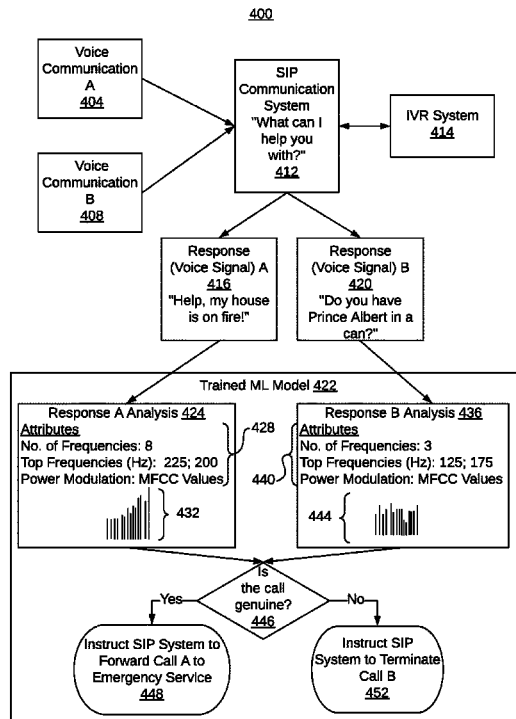 400
Voice
Communication
A
404
Voice
Communication
B
408
SIP
Communication
System
"What can I
help you
with?"
412
IVR System
414
Response
(Voice Signal) A
416
"Help, my house
is on fire!"
Response
(Voice Signal) B
420
"Do you have
Prince Albert in a
can?"
Trained ML Model 422
Response A Analysis 424
Attributes
No. of Frequencies: 8
Top Frequencies (Hz): 225; 200
Power Modulation: MFCC Values
428
432
Response B Analysis 436
Attributes
No. of Frequencies: 3
Top Frequencies (Hz): 125; 175
Power Modulation: MFCC Values
440
444
Is
the call
genuine?
446
Yes
No
Instruct SIP System to
Forward Call A to
Emergency Service
448
Instruct SIP
System to Terminate
Call B
452